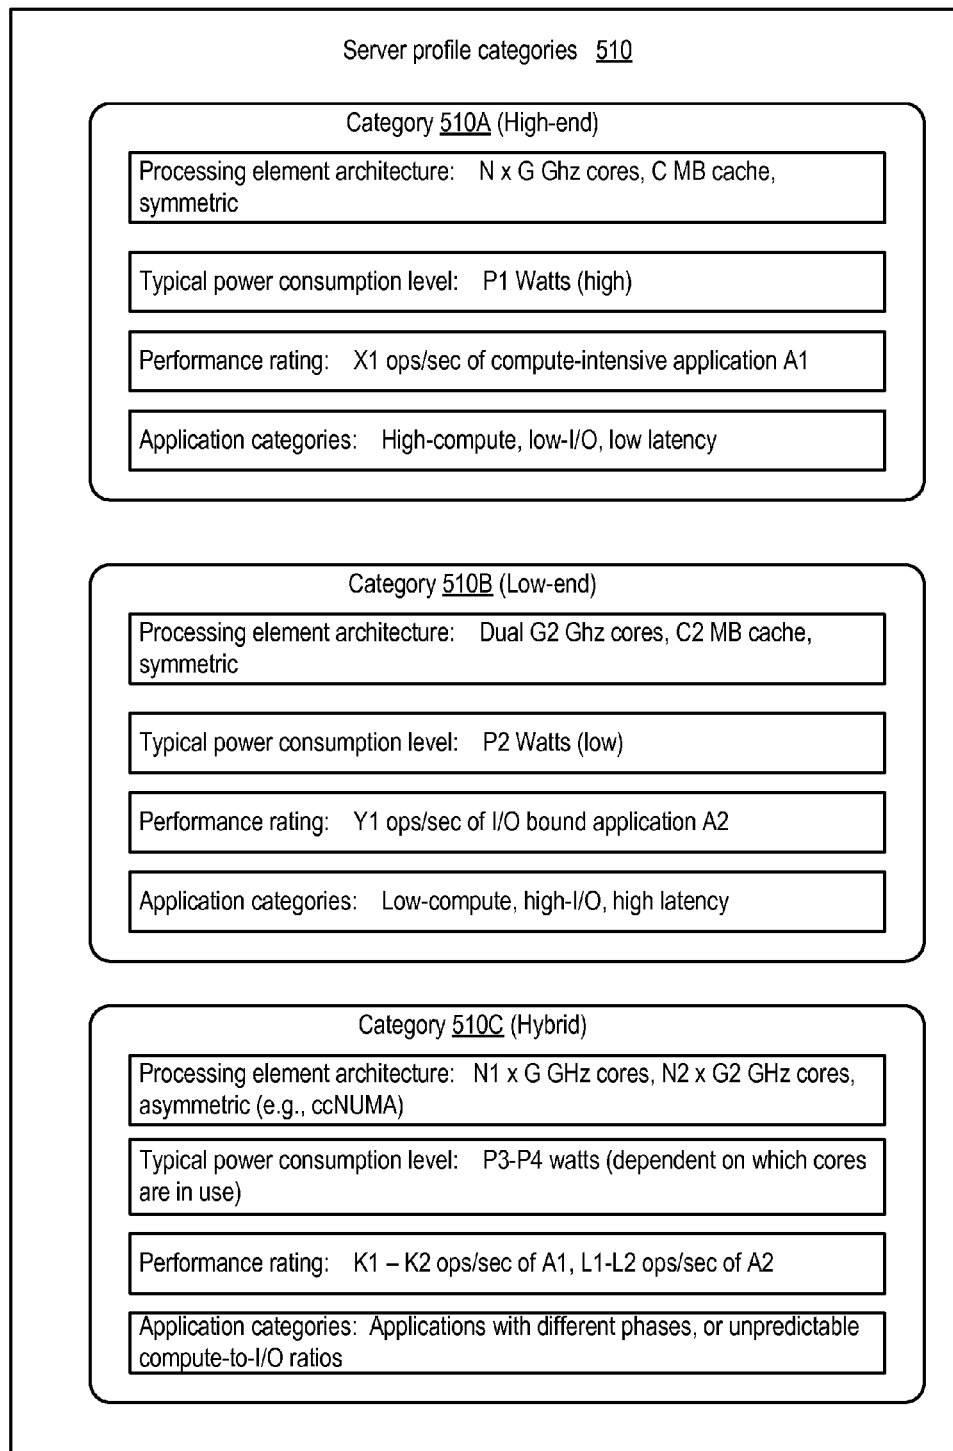 Server profile categories 510
Category 510A (High-end)
Processing element architecture: N x G Ghz cores, C MB cache,
symmetric
Typical power consumption level: P1 Watts (high)
Performance rating: X1 ops/sec of compute-intensive application A1
Application categories: High-compute, low-I/O, low latency
Category 510B (Low-end)
Processing element architecture: Dual G2 Ghz cores, C2 MB cache,
symmetric
Typical power consumption level: P2 Watts (low)
Performance rating: Y1 ops/sec of I/O bound application A2
Application categories: Low-compute, high-I/O, high latency
Category 510C (Hybrid)
Processing element architecture: N1 x G GHz cores, N2 x G2 GHz cores,
asymmetric (e.g., ccNUMA)
Typical power consumption level: P3-P4 watts (dependent on which cores
are in use)
Performance rating: K1 – K2 ops/sec of A1, L1-L2 ops/sec of A2
Application categories: Applications with different phases, or unpredictable
compute-to-I/O ratios